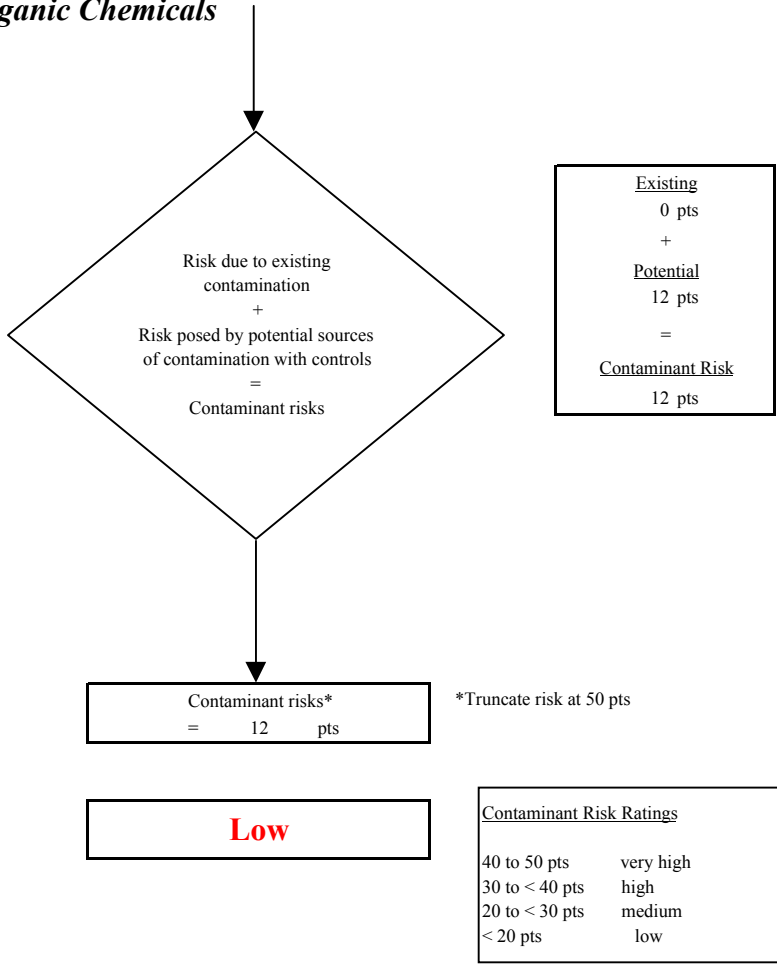 ganic Chemicals
Risk due to existing
contamination
+
Risk posed by potential sources
of contamination with controls
=
Contaminant risks
Existing
0 pts
+
Potential
12 pts
=
Contaminant Risk
12 pts
Contaminant risks*
= 12 pts
*Truncate risk at 50 pts
Low
Contaminant Risk Ratings
40 to 50 pts very high
30 to < 40 pts high
20 to < 30 pts medium
< 20 pts low